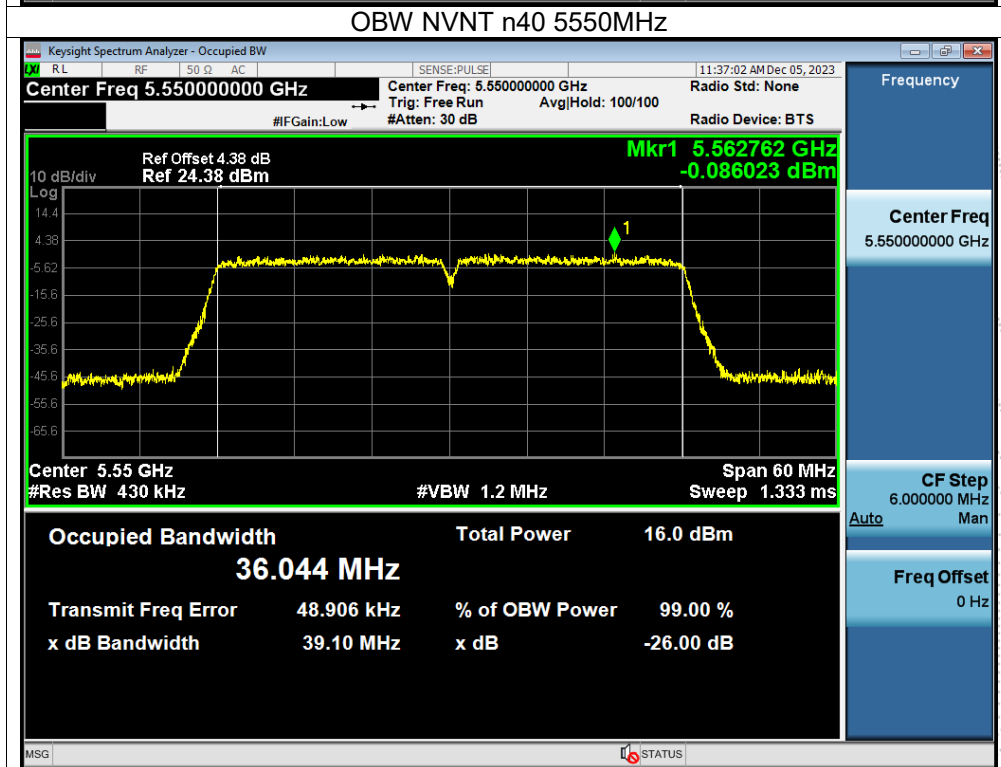 OBW NVNT n40 5550MHz
Keysight Spectrum Analyzer - Occupied BW
LXI RL RF 50 Ω AC SENSE:PULSE 11:37:02 AM Dec 05, 2023
Center Freq 5.550000000 GHz
Center Freq: 5.550000000 GHz
Radio Std: None
Trig: Free Run Avg|Hold: 100/100
#IFGain:Low #Atten: 30 dB Radio Device: BTS
Frequency
Mkr1 5.562762 GHz
-0.086023 dBm
Ref Offset 4.38 dB
10 dB/div Ref 24.38 dBm
Log
14.4
4.38
-5.62
-15.6
-25.6
-35.6
-45.6
-55.6
-65.6
1
Center 5.55 GHz Span 60 MHz
#Res BW 430 kHz #VBW 1.2 MHz Sweep 1.333 ms
Center Freq
5.550000000 GHz
CF Step
6.000000 MHz
Auto Man
Freq Offset
0 Hz
Occupied Bandwidth Total Power 16.0 dBm
36.044 MHz
Transmit Freq Error 48.906 kHz % of OBW Power 99.00 %
x dB Bandwidth 39.10 MHz x dB -26.00 dB
MSG STATUS